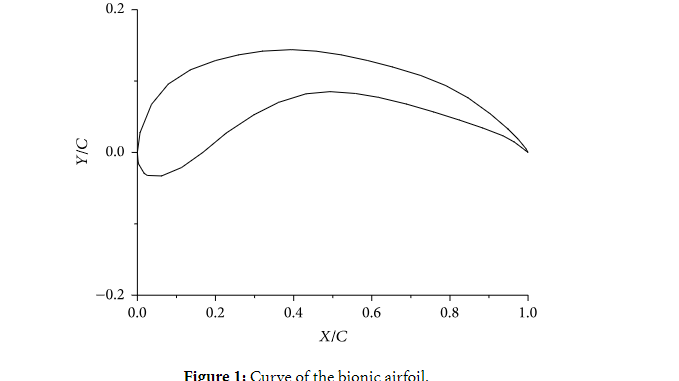 0.2
0.0
−0.2
Y/C
0.0 0.2 0.4 0.6 0.8 1.0
X/C
Figure 1: Curve of the bionic airfoil.